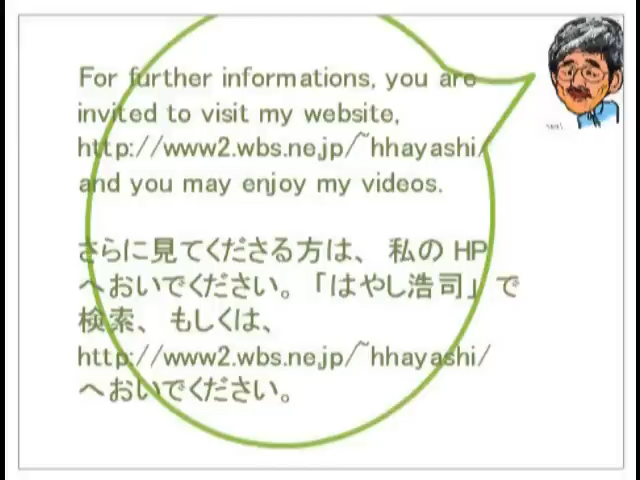 For further informations, you are
invited to visit my website,
http://www2.wbs.ne.jp/~hhayashi/
and you may enjoy my videos.
さらに見てくださる方は、 私の HP
へおいでください。「はやし浩司」で
検索、もしくは、
http://www2.wbs.ne.jp/~hhayashi/
へおいでください。